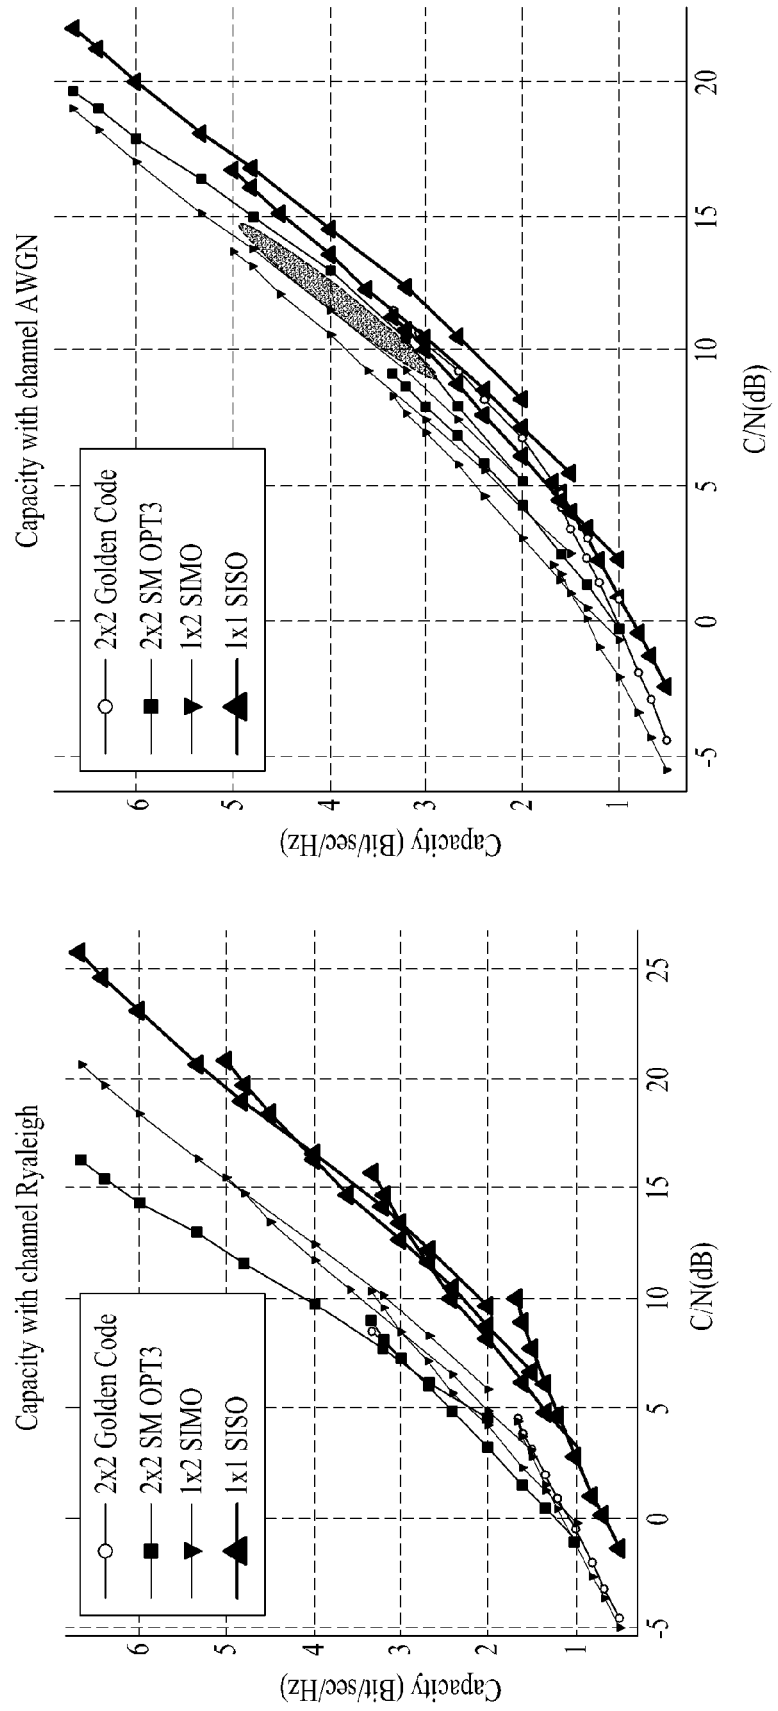 Capacity with channel Ryaleigh
2x2 Golden Code
2x2 SM OPT3
1x2 SIMO
1x1 SISO
Capacity (Bit/sec/Hz)
6
5
4
3
2
1
-5
0
5
10
15
20
25
C/N(dB)
Capacity with channel AWGN
2x2 Golden Code
2x2 SM OPT3
1x2 SIMO
1x1 SISO
Capacity (Bit/sec/Hz)
6
5
4
3
2
1
-5
0
5
10
15
20
C/N(dB)